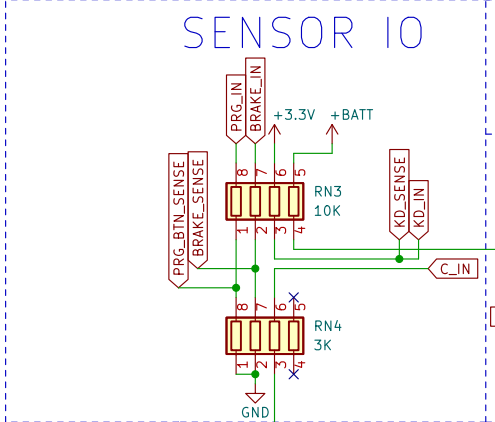 SENSOR IO
PRG_IN
BRAKE_IN
+3.3V
+BATT
PRG_BTN_SENSE
BRAKE_SENSE
KD_SENSE
KD_IN
8 7 6 5
RN3
10K
1 2 3 4
C_IN
8 7 6 5
RN4
3K
1 2 3 4
GND